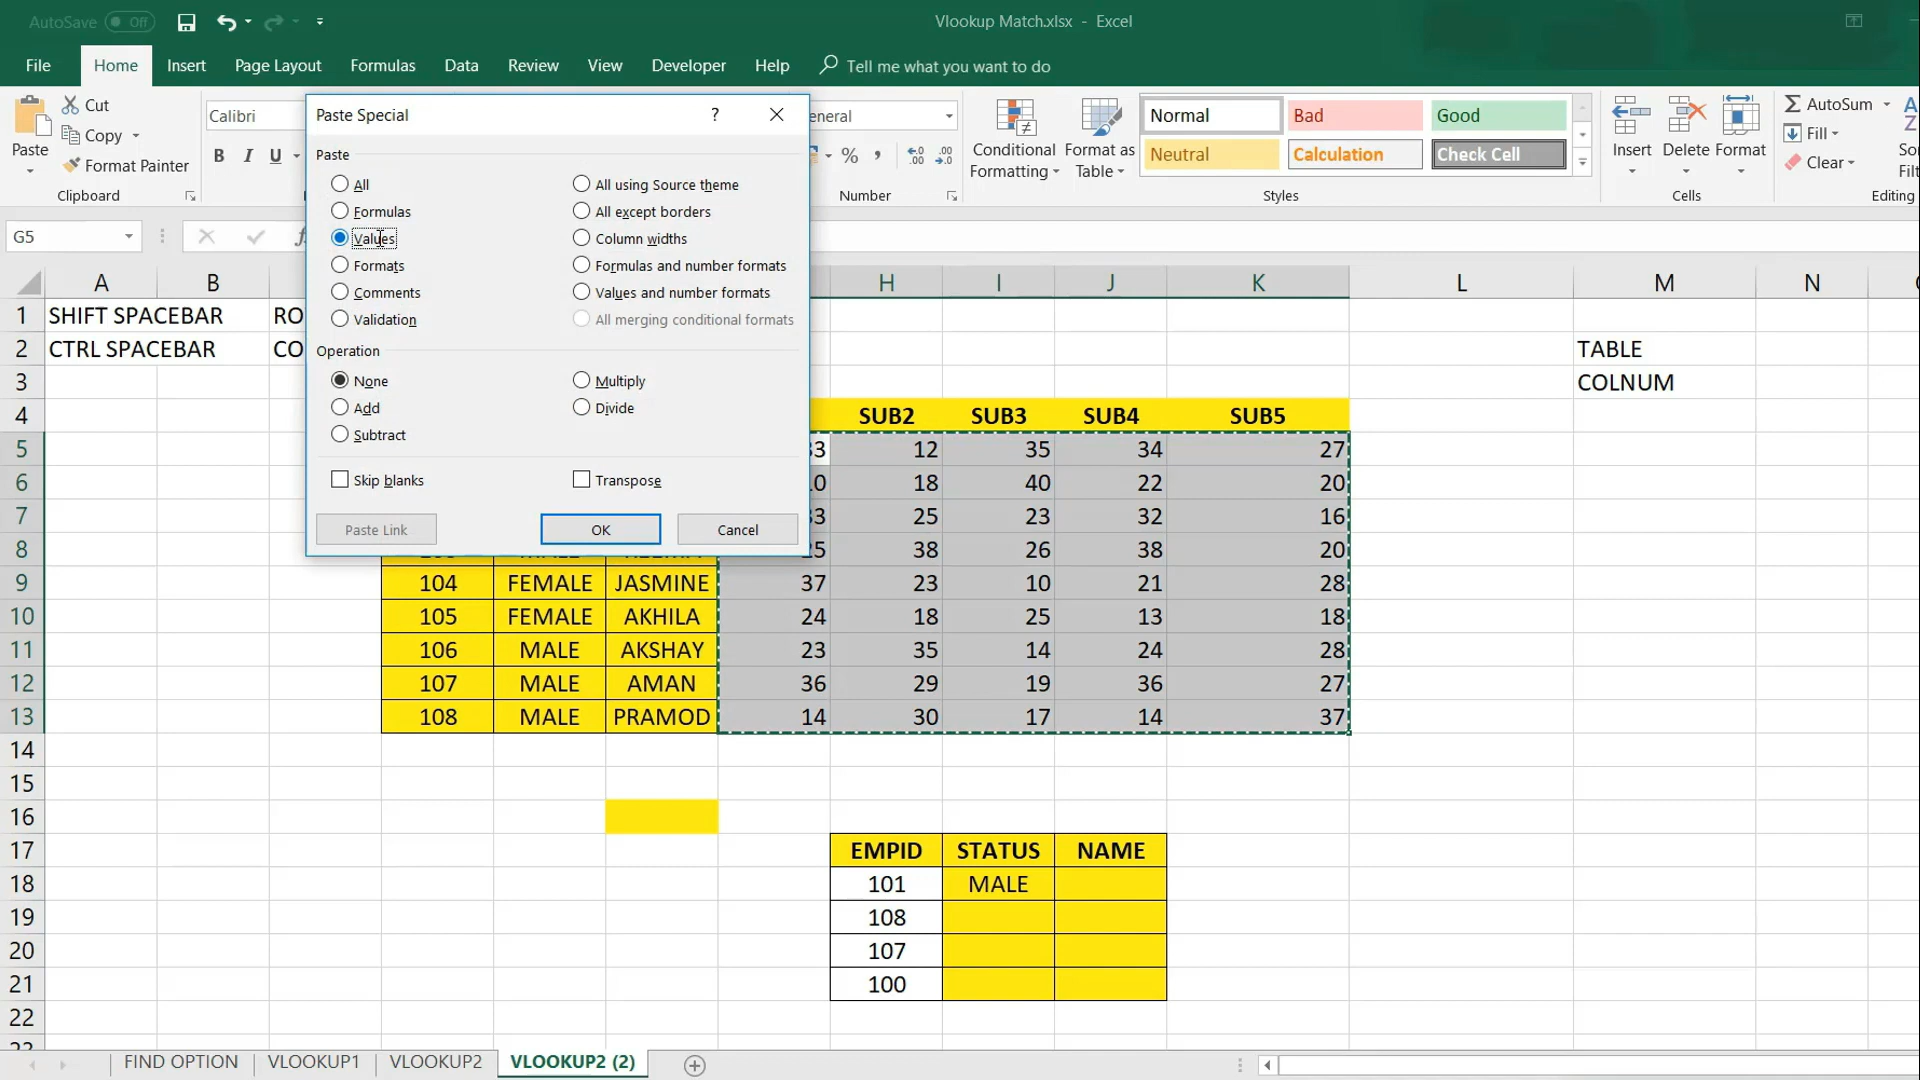 AutoSave Off
Vlookup Match.xlsx - Excel
File Home Insert Page Layout Formulas Data Review View Developer Help Tell me what you want to do
Paste
Cut
Copy
Format Painter
Clipboard
Calibri
B I U
Paste Special ? ×
Paste
All
Formulas
Values
Formats
Comments
Validation
All using Source theme
All except borders
Column widths
Formulas and number formats
Values and number formats
All merging conditional formats
Operation
None
Add
Subtract
Multiply
Divide
Skip blanks
Transpose
Paste Link OK Cancel
eneral
% ,
Number
Conditional Formatting
Format as Table
Normal Bad Good
Neutral Calculation Check Cell
Styles
Insert Delete Format
Cells
AutoSum
Fill
Clear
Editing
G5
A B H I J K L M N
1 SHIFT SPACEBAR RO
2 CTRL SPACEBAR CO TABLE
3 COLNUM
4 SUB2 SUB3 SUB4 SUB5
5 33 12 35 34 27
6 18 40 22 20
7 33 25 23 32 16
8 38 26 38 20
9 104 FEMALE JASMINE 37 23 10 21 28
10 105 FEMALE AKHILA 24 18 25 13 18
11 106 MALE AKSHAY 23 35 14 24 28
12 107 MALE AMAN 36 29 19 36 27
13 108 MALE PRAMOD 14 30 17 14 37
14
15
16
17 EMPID STATUS NAME
18 101 MALE
19 108
20 107
21 100
22
FIND OPTION VLOOKUP1 VLOOKUP2 VLOOKUP2 (2)